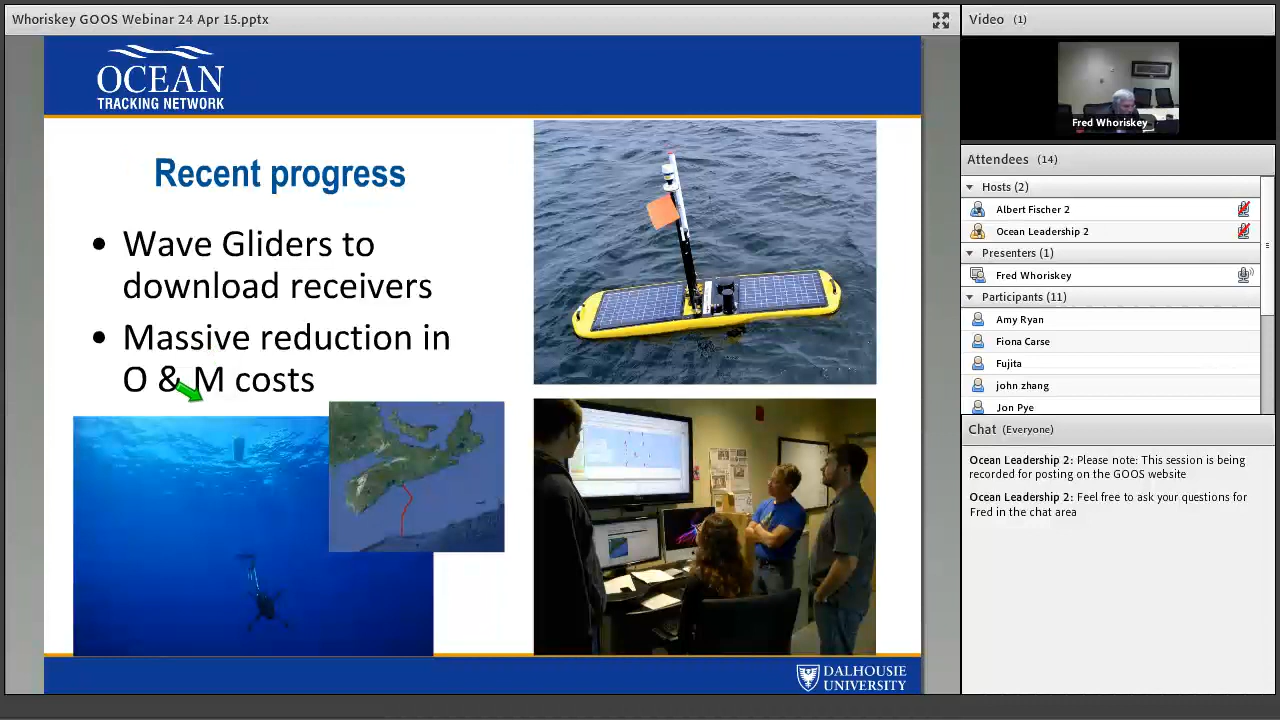 Whoriskey GOOS Webinar 24 Apr 15.pptx
OCEAN
TRACKING NETWORK
Recent progress
• Wave Gliders to
download receivers
• Massive reduction in
O & M costs
DALHOUSIE
UNIVERSITY
Video (1)
Fred Whoriskey
Attendees (14)
Hosts (2)
Albert Fischer 2
Ocean Leadership 2
Presenters (1)
Fred Whoriskey
Participants (11)
Amy Ryan
Fiona Carse
Fujita
john zhang
Jon Pye
Chat (Everyone)
Ocean Leadership 2: Please note: This session is being
recorded for posting on the GOOS website
Ocean Leadership 2: Feel free to ask your questions for
Fred in the chat area